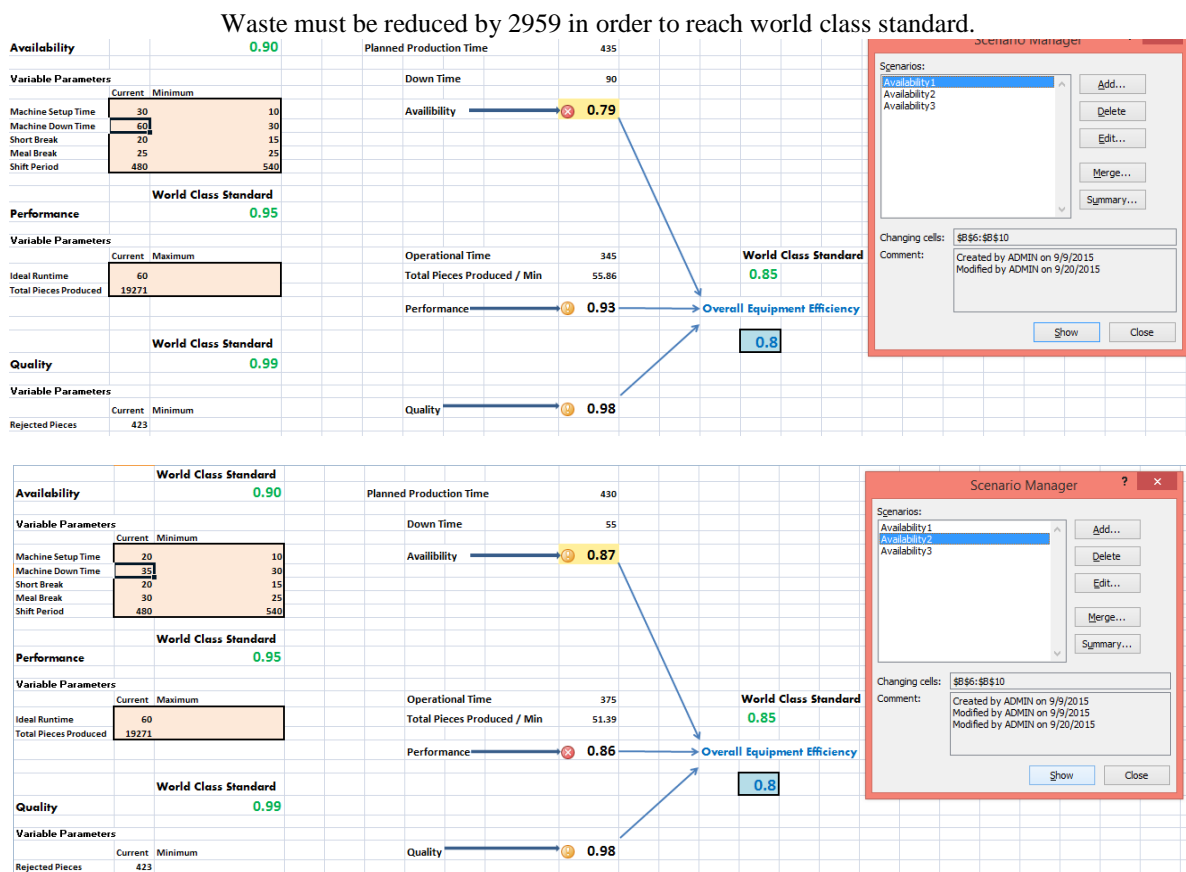 Waste must be reduced by 2959 in order to reach world class standard.
Availability 0.90 Planned Production Time 435
Variable Parameters Down Time 90
Current Minimum
Machine Setup Time 30 10 Availibility 0.79
Machine Down Time 60 30
Short Break 20 15
Meal Break 25 25
Shift Period 480 540
World Class Standard
Performance 0.95
Variable Parameters
Current Maximum Operational Time 345 World Class Standard
Ideal Runtime 60 Total Pieces Produced / Min 55.86 0.85
Total Pieces Produced 19271
Performance 0.93 Overall Equipment Efficiency
World Class Standard 0.8
Quality 0.99
Variable Parameters
Current Minimum Quality 0.98
Rejected Pieces 423
Scenario Manager
Scenarios:
Availability1
Availability2
Availability3
Add...
Delete
Edit...
Merge...
Summary...
Changing cells: $B$6:$B$10
Comment: Created by ADMIN on 9/9/2015
Modified by ADMIN on 9/20/2015
Show Close
World Class Standard
Availability 0.90 Planned Production Time 430
Variable Parameters Down Time 55
Current Minimum
Machine Setup Time 20 10 Availibility 0.87
Machine Down Time 35 30
Short Break 20 15
Meal Break 30 25
Shift Period 480 540
World Class Standard
Performance 0.95
Variable Parameters
Current Maximum Operational Time 375 World Class Standard
Ideal Runtime 60 Total Pieces Produced / Min 51.39 0.85
Total Pieces Produced 19271
Performance 0.86 Overall Equipment Efficiency
World Class Standard 0.8
Quality 0.99
Variable Parameters
Current Minimum Quality 0.98
Rejected Pieces 423
Scenario Manager ? ×
Scenarios:
Availability1
Availability2
Availability3
Add...
Delete
Edit...
Merge...
Summary...
Changing cells: $B$6:$B$10
Comment: Created by ADMIN on 9/9/2015
Modified by ADMIN on 9/9/2015
Modified by ADMIN on 9/20/2015
Show Close